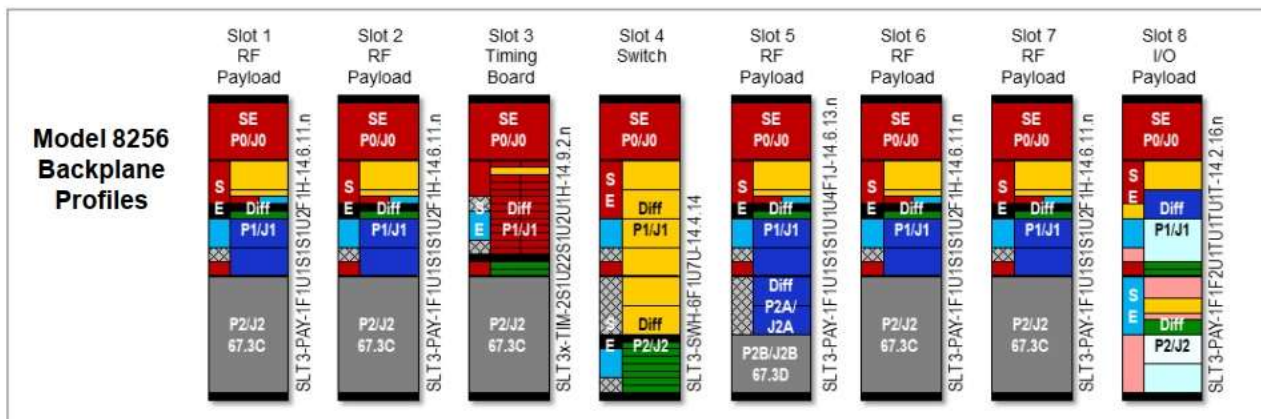 Model 8256
Backplane
Profiles
Slot 1
RF
Payload
SE
P0/J0
S
E
Diff
P1/J1
P2/J2
67.3C
SLT3-PAY-1F1U1S1S1U2F1H-14.6.11.n
Slot 2
RF
Payload
SE
P0/J0
S
E
Diff
P1/J1
P2/J2
67.3C
SLT3-PAY-1F1U1S1S1U2F1H-14.6.11.n
Slot 3
Timing
Board
SE
P0/J0
S
E
Diff
P1/J1
P2/J2
67.3C
SLT3x-TIM-2S1U22S1U2U1H-14.9.2.n
Slot 4
Switch
SE
P0/J0
S
E
Diff
P1/J1
S
E
Diff
P2/J2
SLT3-SWH-6F1U7U-14.4.14
Slot 5
RF
Payload
SE
P0/J0
S
E
Diff
P1/J1
Diff
P2A/
J2A
P2B/J2B
67.3D
SLT3-PAY-1F1U1S1S1U1U4F1J-14.6.13.n
Slot 6
RF
Payload
SE
P0/J0
S
E
Diff
P1/J1
P2/J2
67.3C
SLT3-PAY-1F1U1S1S1U2F1H-14.6.11.n
Slot 7
RF
Payload
SE
P0/J0
S
E
Diff
P1/J1
P2/J2
67.3C
SLT3-PAY-1F1U1S1S1U2F1H-14.6.11.n
Slot 8
I/O
Payload
SE
P0/J0
S
E
Diff
P1/J1
S
E
Diff
P2/J2
SLT3-PAY-1F1F2U1TU1TU1T-14.2.16.n